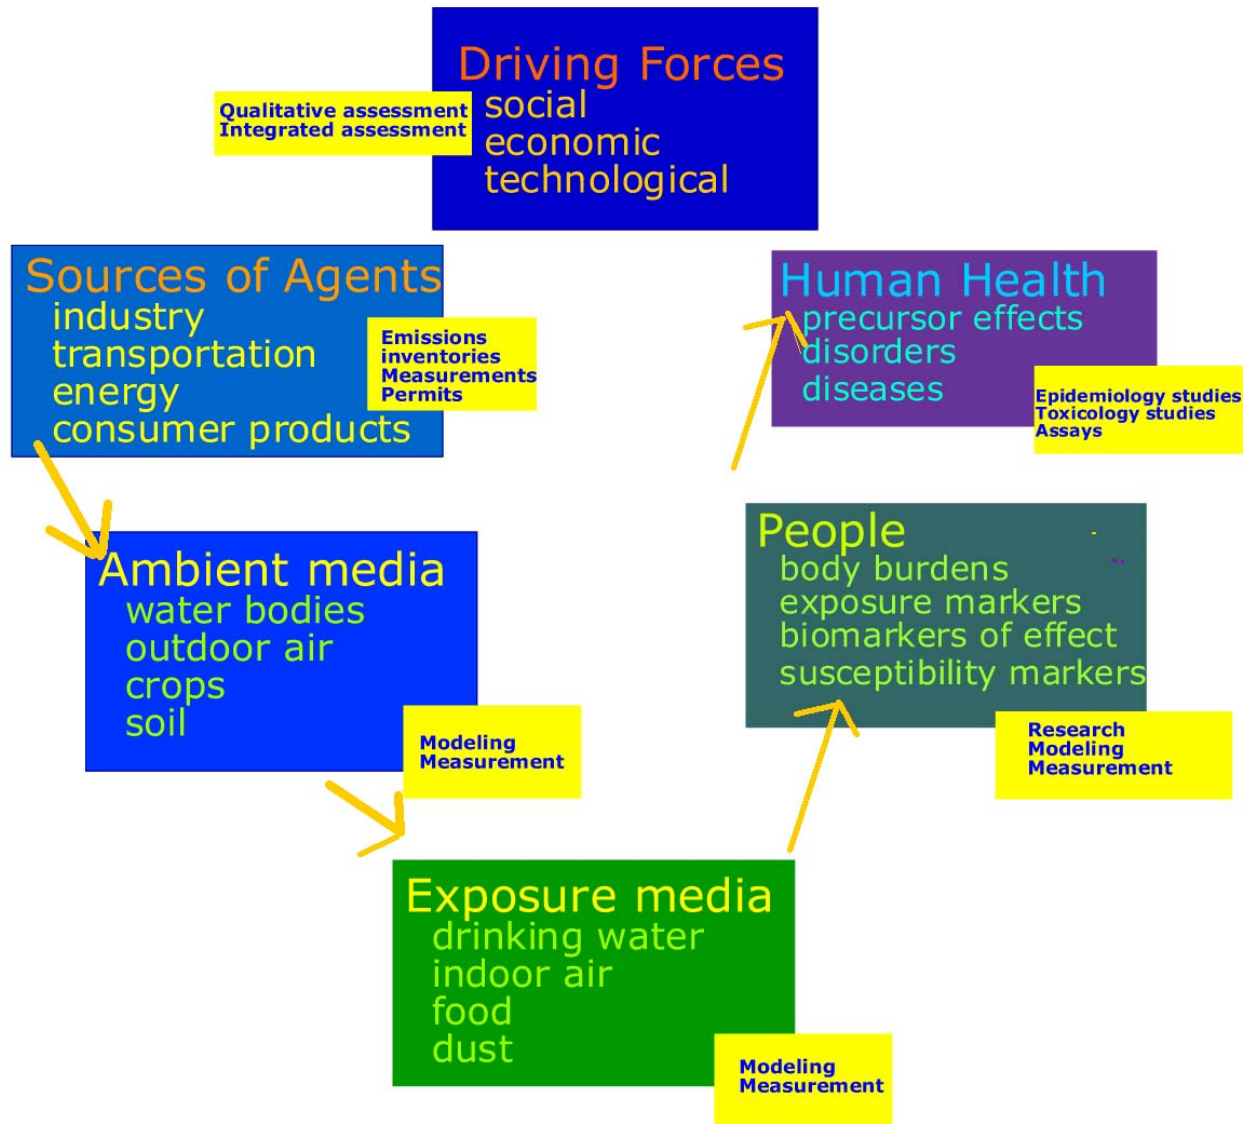 Driving Forces
social
economic
technological
Qualitative assessment
Integrated assessment
Sources of Agents
industry
transportation
energy
consumer products
Emissions
inventories
Measurements
Permits
Ambient media
water bodies
outdoor air
crops
soil
Modeling
Measurement
Exposure media
drinking water
indoor air
food
dust
Modeling
Measurement
People
body burdens
exposure markers
biomarkers of effect
susceptibility markers
Research
Modeling
Measurement
Human Health
precursor effects
disorders
diseases
Epidemiology studies
Toxicology studies
Assays